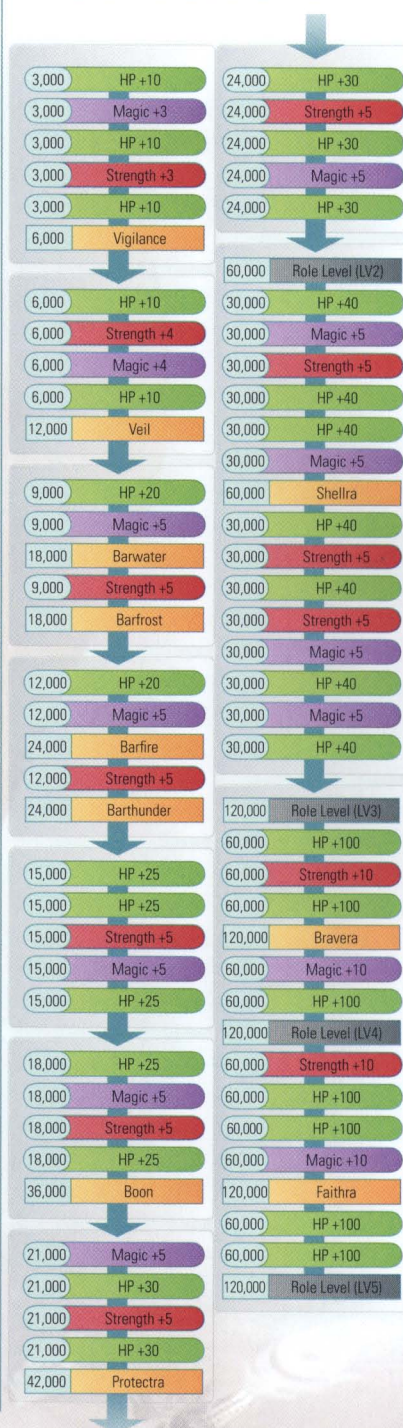 3,000 HP +10
3,000 Magic +3
3,000 HP +10
3,000 Strength +3
3,000 HP +10
6,000 Vigilance
6,000 HP +10
6,000 Strength +4
6,000 Magic +4
6,000 HP +10
12,000 Veil
9,000 HP +20
9,000 Magic +5
18,000 Barwater
9,000 Strength +5
18,000 Barfrost
12,000 HP +20
12,000 Magic +5
24,000 Barfire
12,000 Strength +5
24,000 Barthunder
15,000 HP +25
15,000 HP +25
15,000 Strength +5
15,000 Magic +5
15,000 HP +25
18,000 HP +25
18,000 Magic +5
18,000 Strength +5
18,000 HP +25
36,000 Boon
21,000 Magic +5
21,000 HP +30
21,000 Strength +5
21,000 HP +30
42,000 Protectra
24,000 HP +30
24,000 Strength +5
24,000 HP +30
24,000 Magic +5
24,000 HP +30
60,000 Role Level (LV2)
30,000 HP +40
30,000 Magic +5
30,000 Strength +5
30,000 HP +40
30,000 HP +40
30,000 Magic +5
60,000 Shellra
30,000 HP +40
30,000 Strength +5
30,000 HP +40
30,000 Strength +5
30,000 Magic +5
30,000 HP +40
30,000 Magic +5
30,000 HP +40
120,000 Role Level (LV3)
60,000 HP +100
60,000 Strength +10
60,000 HP +100
120,000 Bravera
60,000 Magic +10
60,000 HP +100
120,000 Role Level (LV4)
60,000 Strength +10
60,000 HP +100
60,000 HP +100
60,000 Magic +10
120,000 Faithra
60,000 HP +100
60,000 HP +100
120,000 Role Level (LV5)